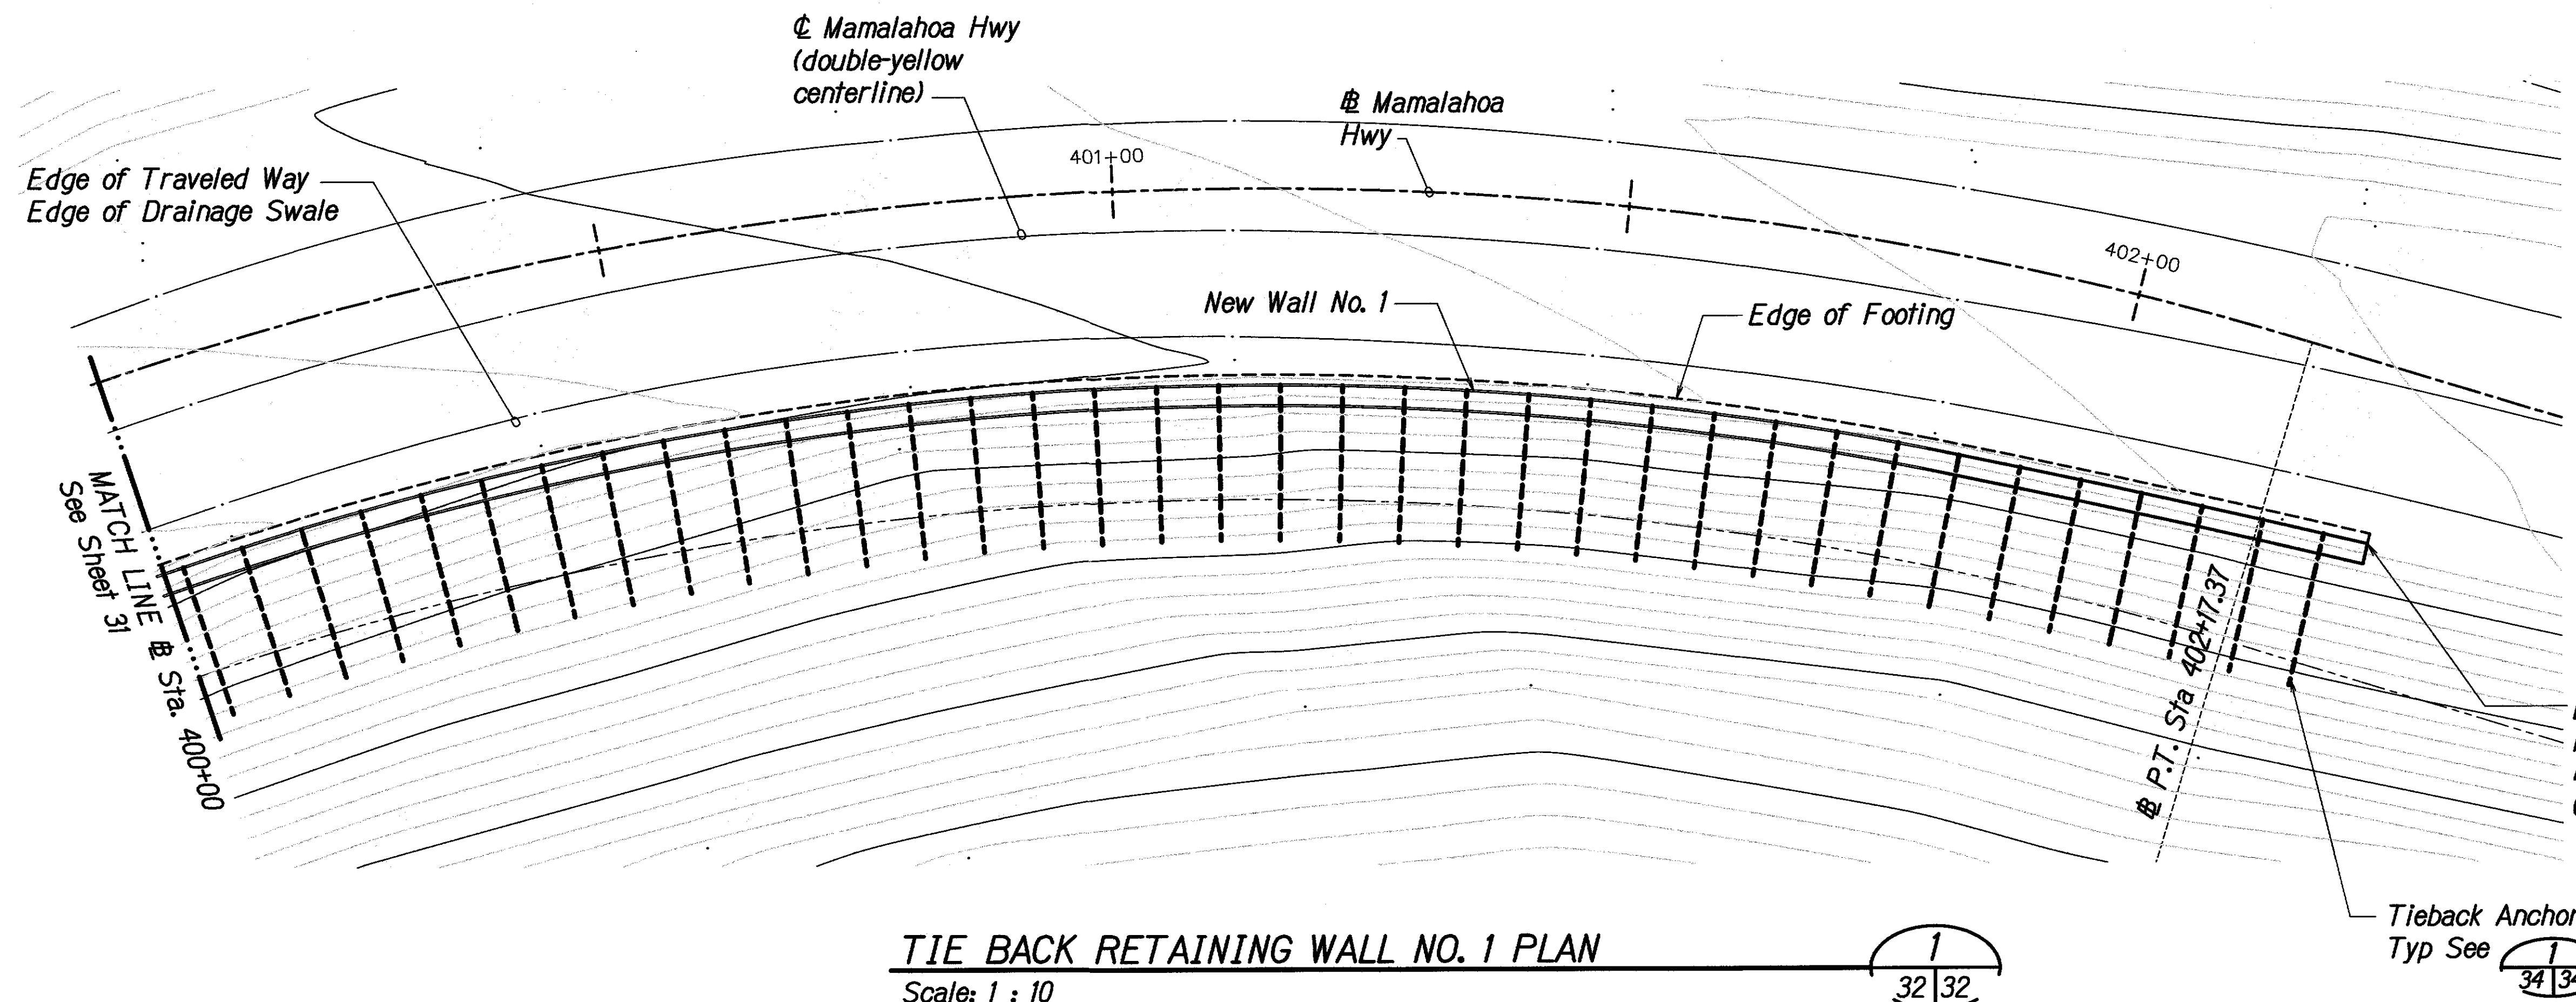 ℄ Mamalahoa Hwy
(double-yellow
centerline)
℄ Mamalahoa
Hwy
401+00
Edge of Traveled Way
Edge of Drainage Swale
402+00
New Wall No. 1
Edge of Footing
MATCH LINE ℄ Sta. 400+00
See Sheet 31
℄ P.T. Sta 402+17.37
Tieback Anchor
Typ See
1
34 34
TIE BACK RETAINING WALL NO. 1 PLAN
Scale: 1 : 10
1
32 32